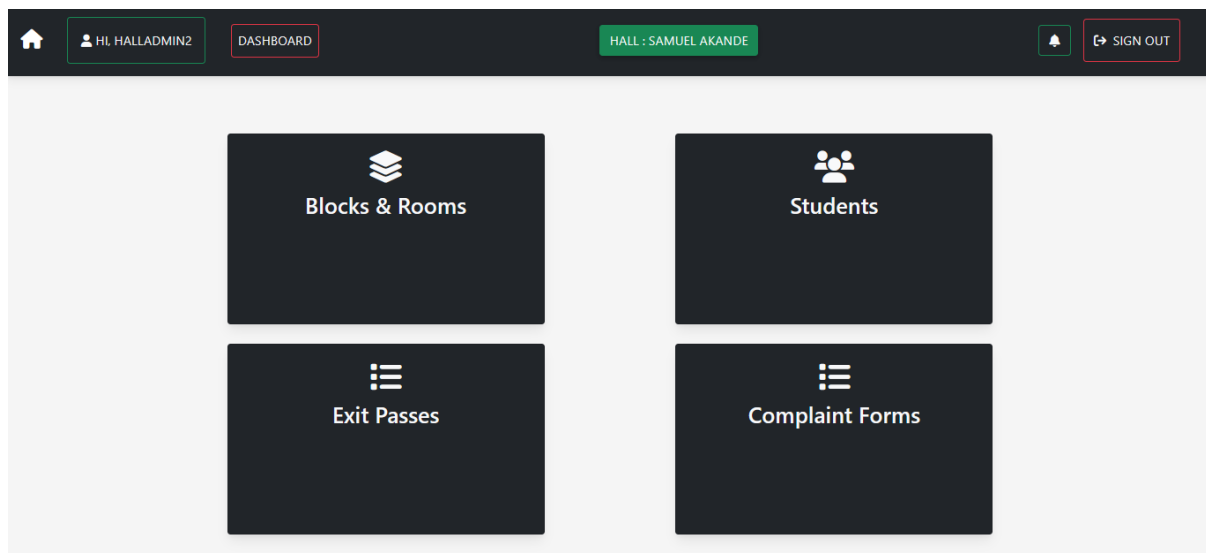 HI, HALLADMIN2
DASHBOARD
HALL : SAMUEL AKANDE
SIGN OUT
Blocks & Rooms
Students
Exit Passes
Complaint Forms